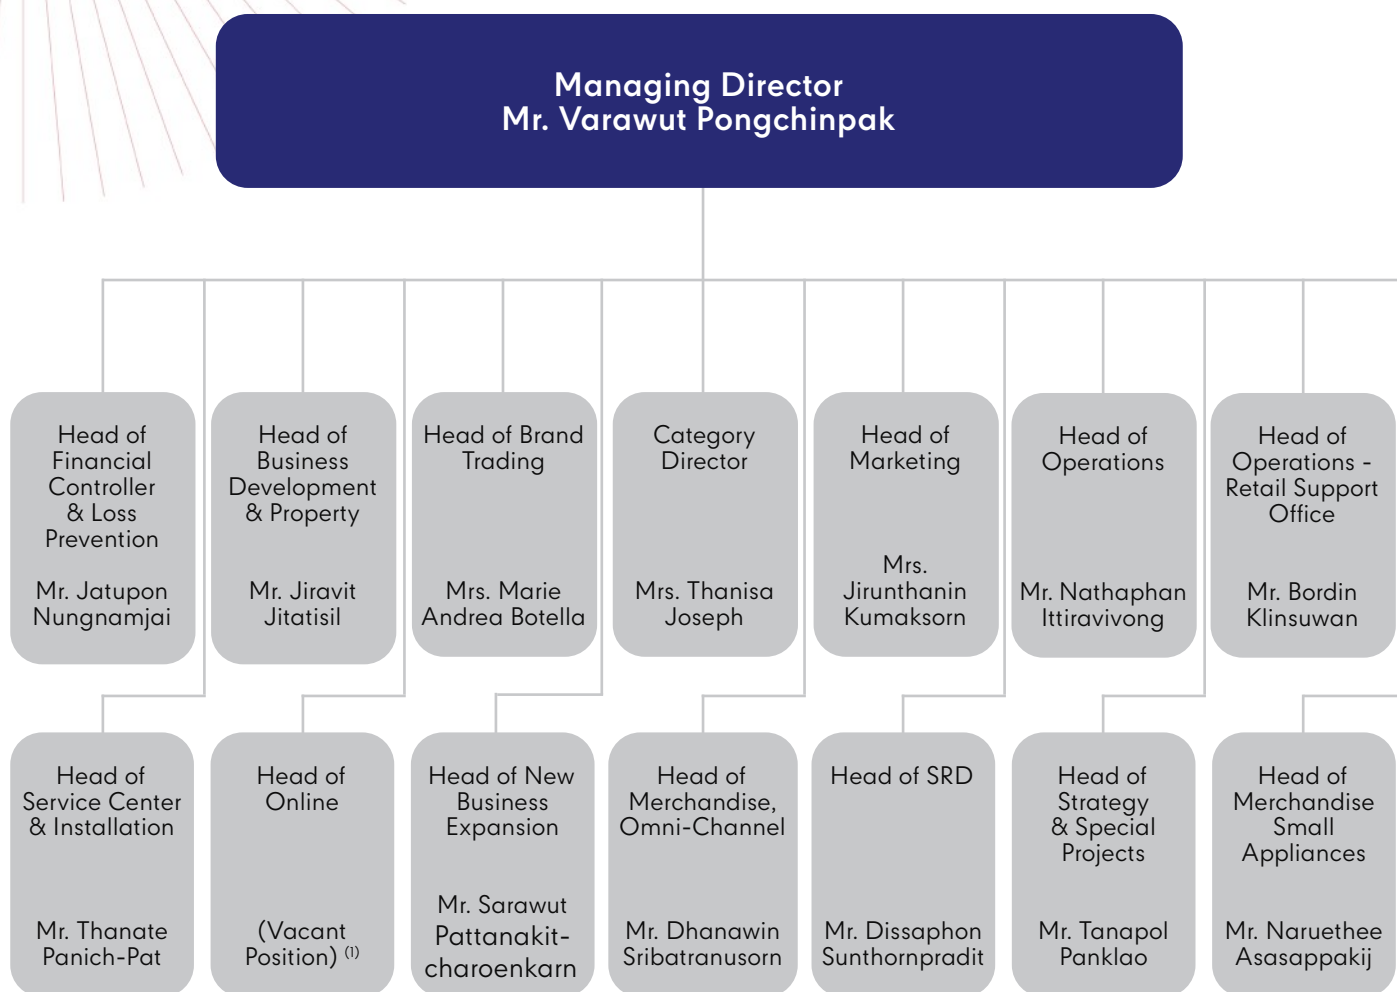 Managing Director
Mr. Varawut Pongchinpak
Head of
Financial
Controller
& Loss
Prevention
Mr. Jatupon
Nungnamjai
Head of
Business
Development
& Property
Mr. Jiravit
Jitatisil
Head of Brand
Trading
Mrs. Marie
Andrea Botella
Category
Director
Mrs. Thanisa
Joseph
Head of
Marketing
Mrs.
Jirunthanin
Kumaksorn
Head of
Operations
Mr. Nathaphan
Ittiravivong
Head of
Operations -
Retail Support
Office
Mr. Bordin
Klinsuwan
Head of
Service Center
& Installation
Mr. Thanate
Panich-Pat
Head of
Online
(Vacant
Position) (1)
Head of New
Business
Expansion
Mr. Sarawut
Pattanakit-
charoenkarn
Head of
Merchandise,
Omni-Channel
Mr. Dhanawin
Sribatranusorn
Head of SRD
Mr. Dissaphon
Sunthornpradit
Head of
Strategy
& Special
Projects
Mr. Tanapol
Panklao
Head of
Merchandise
Small
Appliances
Mr. Naruethee
Asasappakij